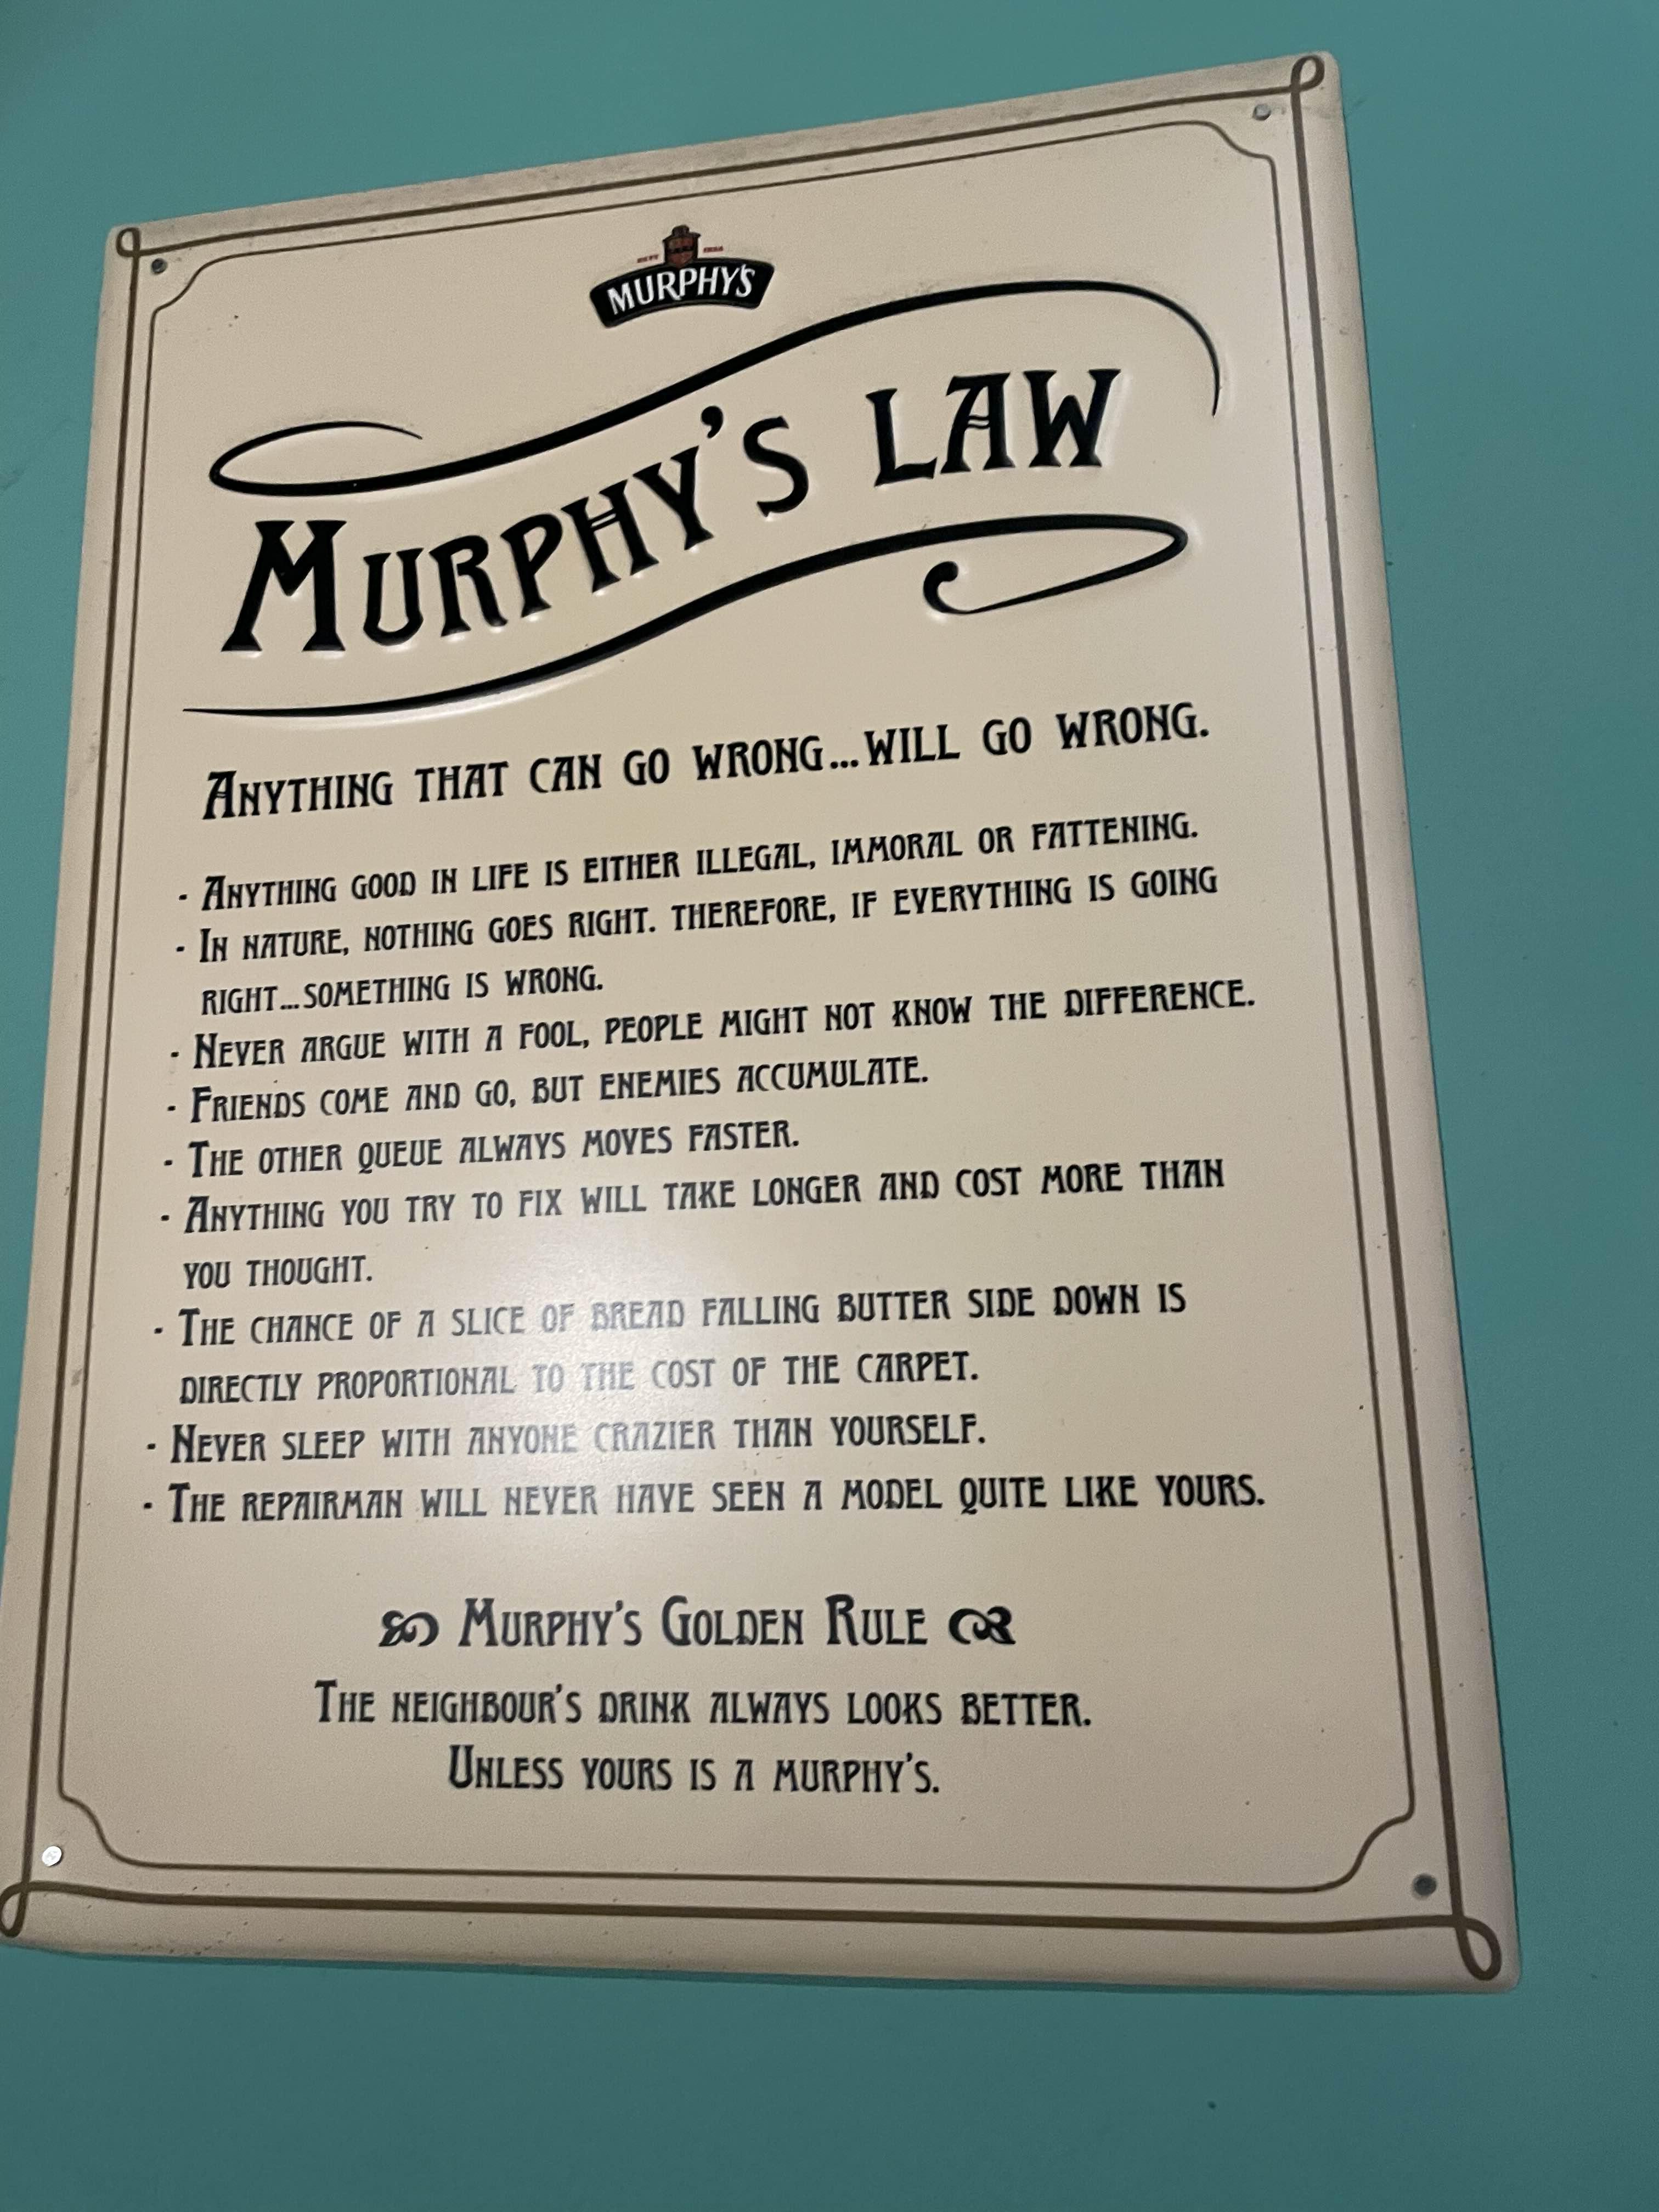 MURPHY'S
MURPHY'S LAW
ANYTHING THAT CAN GO WRONG...WILL GO WRONG.
- ANYTHING GOOD IN LIFE IS EITHER ILLEGAL, IMMORAL OR FATTENING.
- IN NATURE, NOTHING GOES RIGHT. THEREFORE, IF EVERYTHING IS GOING
RIGHT...SOMETHING IS WRONG.
- NEVER ARGUE WITH A FOOL, PEOPLE MIGHT NOT KNOW THE DIFFERENCE.
- FRIENDS COME AND GO, BUT ENEMIES ACCUMULATE.
- THE OTHER QUEUE ALWAYS MOVES FASTER.
- ANYTHING YOU TRY TO FIX WILL TAKE LONGER AND COST MORE THAN
YOU THOUGHT.
- THE CHANCE OF A SLICE OF BREAD FALLING BUTTER SIDE DOWN IS
DIRECTLY PROPORTIONAL TO THE COST OF THE CARPET.
- NEVER SLEEP WITH ANYONE CRAZIER THAN YOURSELF.
- THE REPAIRMAN WILL NEVER HAVE SEEN A MODEL QUITE LIKE YOURS.
MURPHY'S GOLDEN RULE
THE NEIGHBOUR'S DRINK ALWAYS LOOKS BETTER.
UNLESS YOURS IS A MURPHY'S.